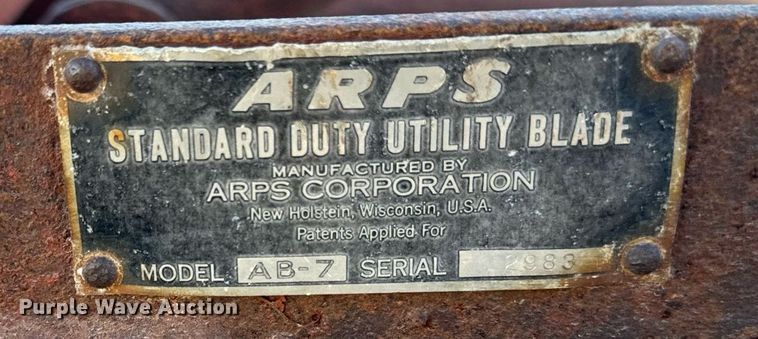 ARPS
STANDARD DUTY UTILITY BLADE
MANUFACTURED BY
ARPS CORPORATION
New Holstein, Wisconsin, U.S.A.
Patents Applied For
MODEL AB-7 SERIAL 2983
Purple Wave Auction